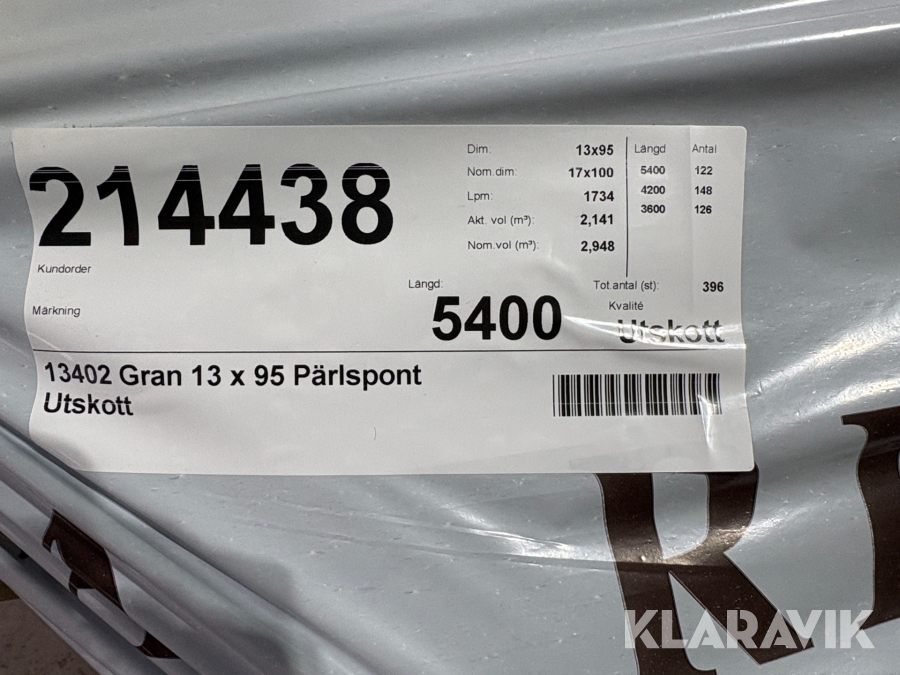 214438
Kundorder
Märkning
Dim: 13x95
Nom.dim: 17x100
Lpm: 1734
Akt. vol (m³): 2,141
Nom.vol (m³): 2,948
Längd Antal
5400 122
4200 148
3600 126
Längd:
5400
Tot.antal (st): 396
Kvalité
Utskott
13402 Gran 13 x 95 Pärlspont
Utskott
KLARAVIK